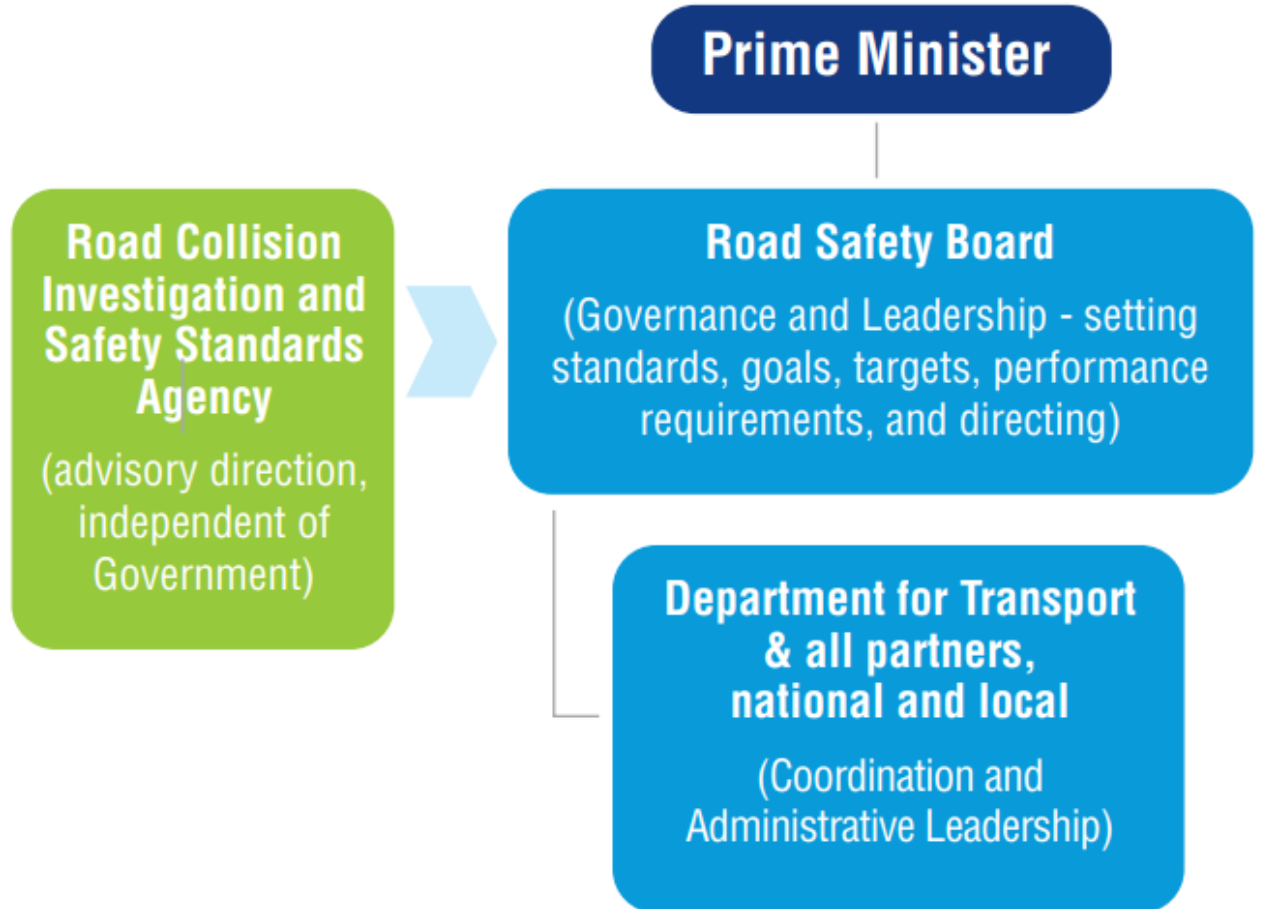 Prime Minister
Road Collision
Investigation and
Safety Standards
Agency
(advisory direction,
independent of
Government)
Road Safety Board
(Governance and Leadership - setting
standards, goals, targets, performance
requirements, and directing)
Department for Transport
& all partners,
national and local
(Coordination and
Administrative Leadership)